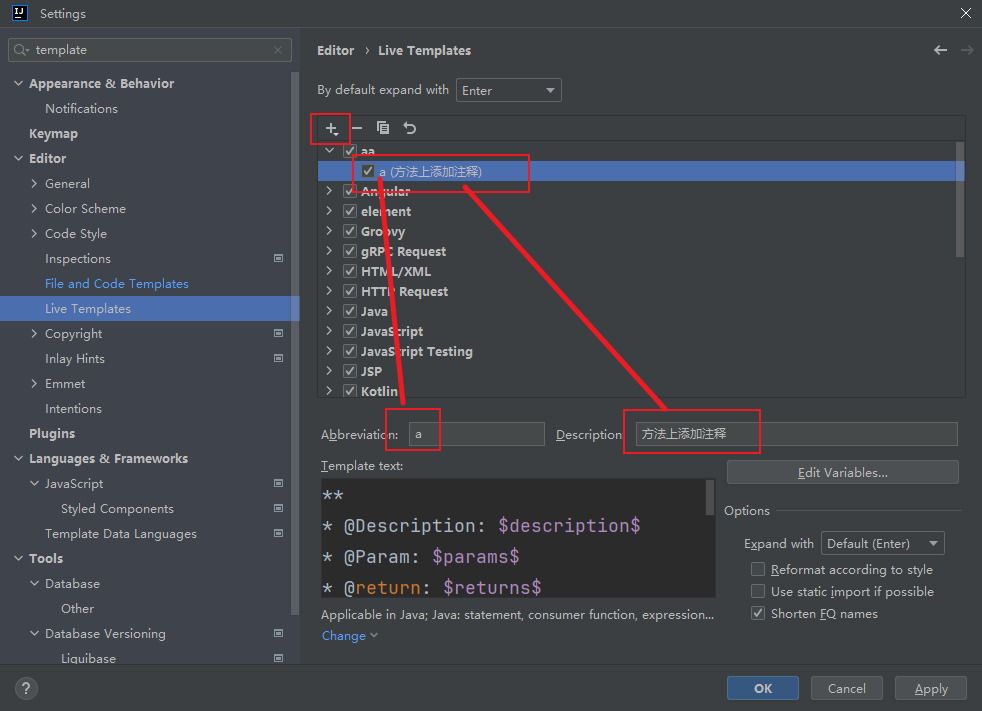 Settings
template
Appearance & Behavior
Notifications
Keymap
Editor
General
Color Scheme
Code Style
Inspections
File and Code Templates
Live Templates
Copyright
Inlay Hints
Emmet
Intentions
Plugins
Languages & Frameworks
JavaScript
Styled Components
Template Data Languages
Tools
Database
Other
Database Versioning
Liquibase
Editor › Live Templates
By default expand with Enter
aa
a (方法上添加注释)
Angular
element
Groovy
gRPC Request
HTML/XML
HTTP Request
Java
JavaScript
JavaScript Testing
JSP
Kotlin
Abbreviation: a Description 方法上添加注释
Template text:
**
* @Description: $description$
* @Param: $params$
* @return: $returns$
Edit Variables...
Options
Expand with Default (Enter)
Reformat according to style
Use static import if possible
Shorten FQ names
Applicable in Java; Java: statement, consumer function, expression...
Change
? OK Cancel Apply